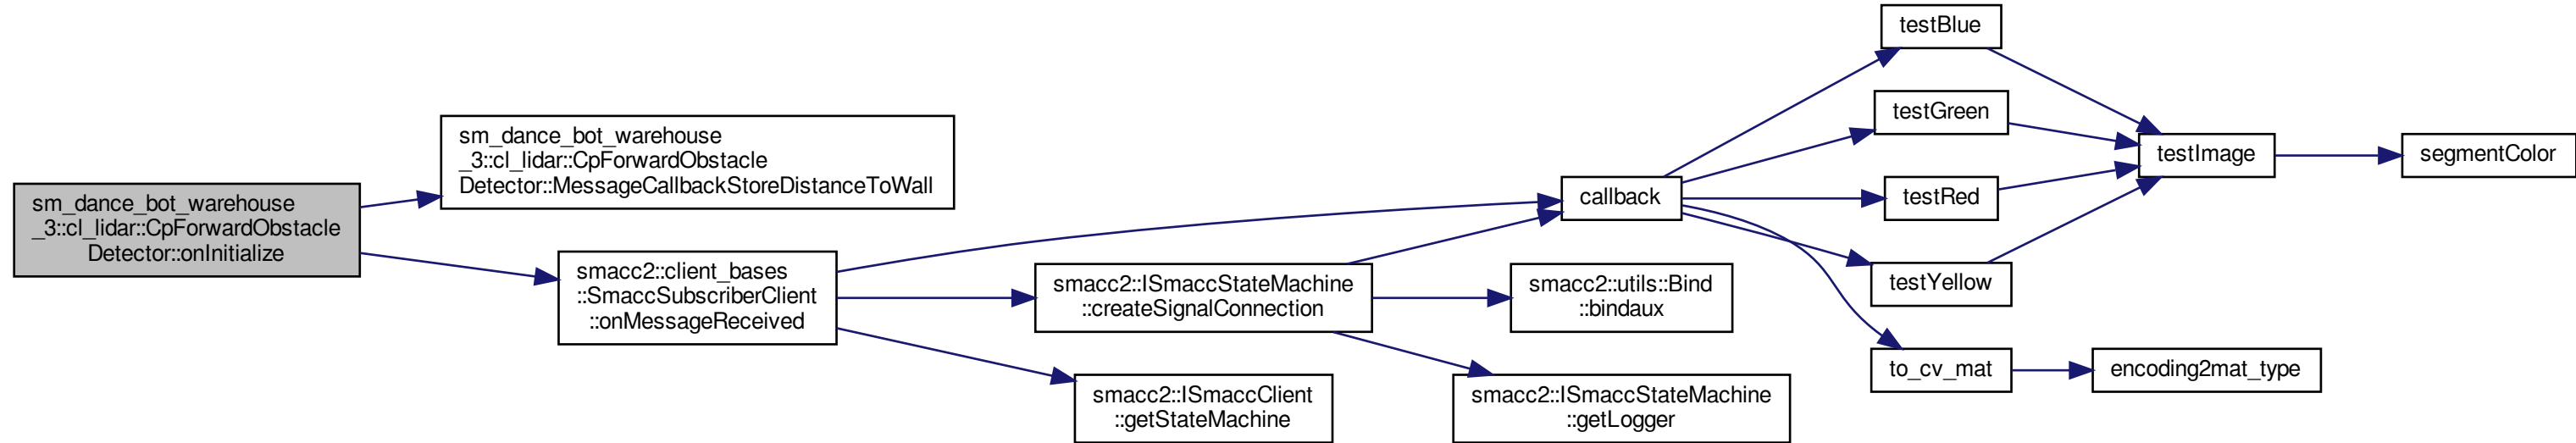 sm_dance_bot_warehouse
_3::cl_lidar::CpForwardObstacle
Detector::onInitialize
sm_dance_bot_warehouse
_3::cl_lidar::CpForwardObstacle
Detector::MessageCallbackStoreDistanceToWall
smacc2::client_bases
::SmaccSubscriberClient
::onMessageReceived
smacc2::ISmaccStateMachine
::createSignalConnection
smacc2::ISmaccClient
::getStateMachine
callback
smacc2::utils::Bind
::bindaux
smacc2::ISmaccStateMachine
::getLogger
testBlue
testGreen
testRed
testYellow
to_cv_mat
testImage
encoding2mat_type
segmentColor